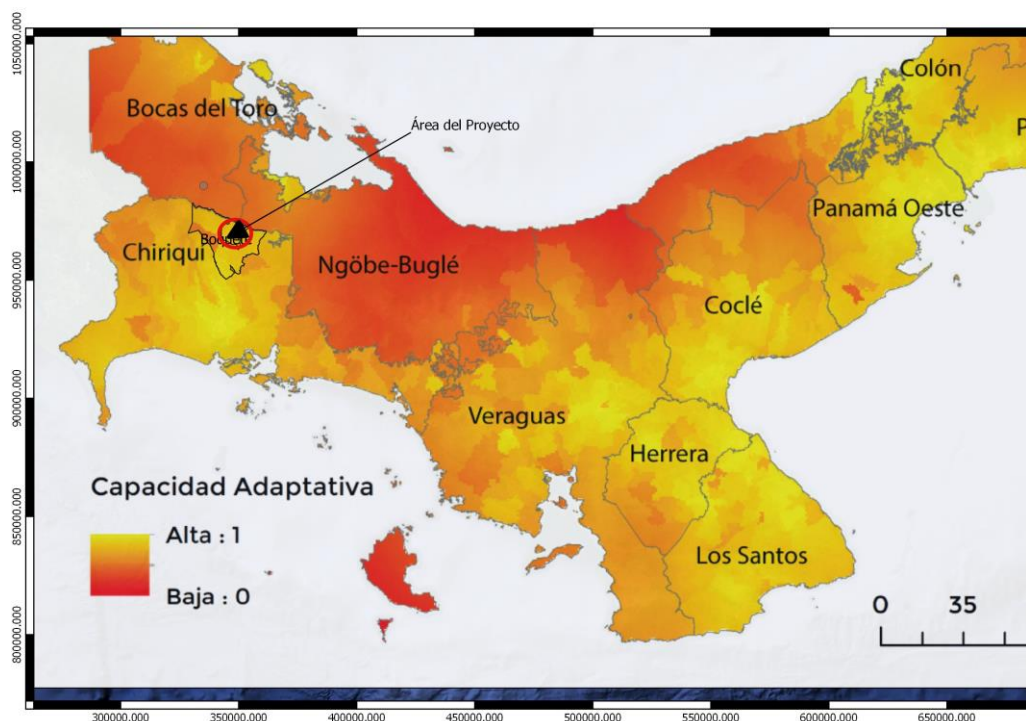 Colón
Bocas del Toro
Área del Proyecto
P
Panamá Oeste
Chiriqui
Ngöbe-Buglé
Coclé
Veraguas
Herrera
Los Santos
Capacidad Adaptativa
Alta : 1
Baja : 0
0 35
1050000.000
1000000.000
950000.000
900000.000
850000.000
800000.000
300000.000 350000.000 400000.000 450000.000 500000.000 550000.000 600000.000 650000.000